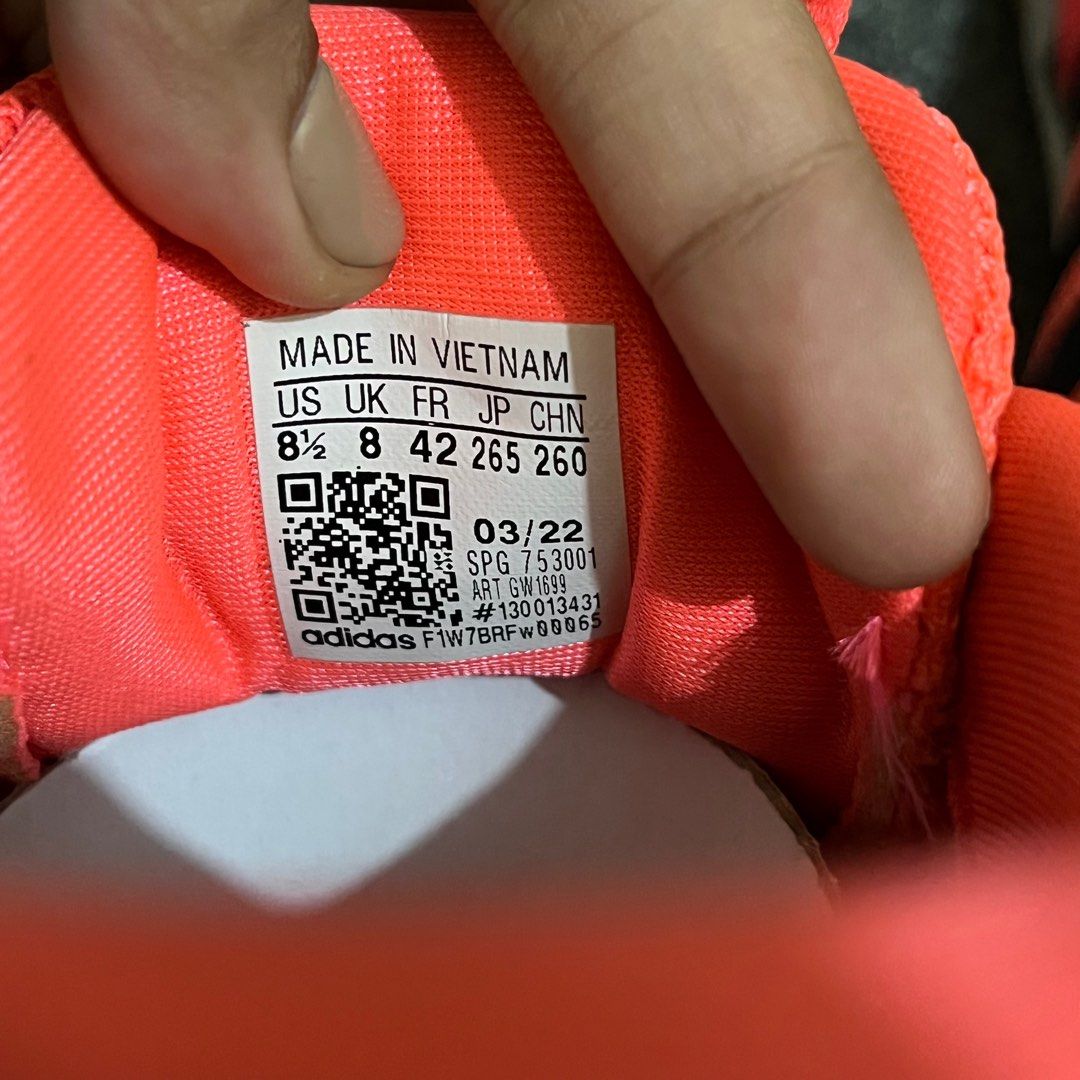 MADE IN VIETNAM
US UK FR JP CHN
8½ 8 42 265 260
03/22
SPG 753001
ART GW1699
#130013431
adidas F1W7BRFw00065